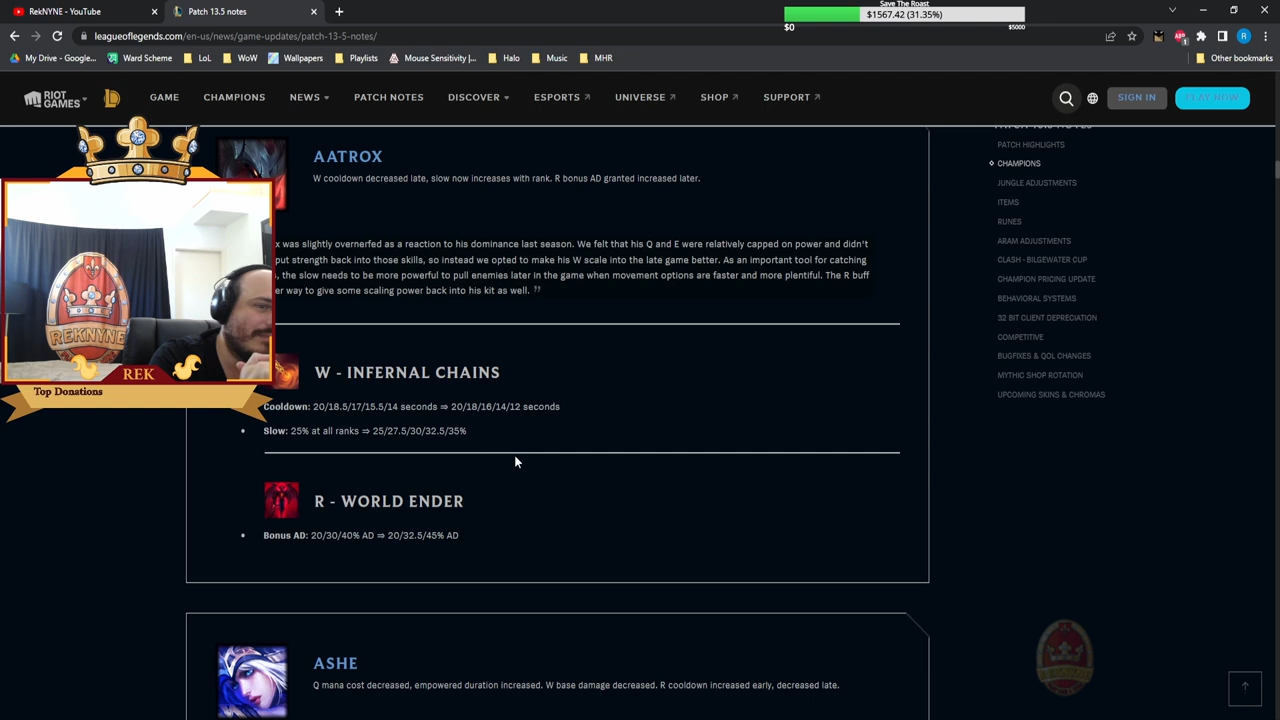 RekNYNE - YouTube
Patch 13.5 notes
Save The Roast
$1567.42 (31.35%)
$0
$5000
leagueoflegends.com/en-us/news/game-updates/patch-13-5-notes/
My Drive - Google...
Ward Scheme
LoL
WoW
Wallpapers
Playlists
Mouse Sensitivity |...
Halo
Music
MHR
Other bookmarks
RIOT GAMES
GAME
CHAMPIONS
NEWS
PATCH NOTES
DISCOVER
ESPORTS
UNIVERSE
SHOP
SUPPORT
SIGN IN
PLAY NOW
AATROX
W cooldown decreased late, slow now increases with rank. R bonus AD granted increased later.
x was slightly overnerfed as a reaction to his dominance last season. We felt that his Q and E were relatively capped on power and didn't
put strength back into those skills, so instead we opted to make his W scale into the late game better. As an important tool for catching
, the slow needs to be more powerful to pull enemies later in the game when movement options are faster and more plentiful. The R buff
er way to give some scaling power back into his kit as well. ”
W - INFERNAL CHAINS
Cooldown: 20/18.5/17/15.5/14 seconds ⇒ 20/18/16/14/12 seconds
• Slow: 25% at all ranks ⇒ 25/27.5/30/32.5/35%
R - WORLD ENDER
• Bonus AD: 20/30/40% AD ⇒ 20/32.5/45% AD
ASHE
Q mana cost decreased, empowered duration increased. W base damage decreased. R cooldown increased early, decreased late.
PATCH 13.5 NOTES
PATCH HIGHLIGHTS
CHAMPIONS
JUNGLE ADJUSTMENTS
ITEMS
RUNES
ARAM ADJUSTMENTS
CLASH - BILGEWATER CUP
CHAMPION PRICING UPDATE
BEHAVIORAL SYSTEMS
32 BIT CLIENT DEPRECIATION
COMPETITIVE
BUGFIXES & QOL CHANGES
MYTHIC SHOP ROTATION
UPCOMING SKINS & CHROMAS
REKNYNE
REK
Top Donations
REKNYNE